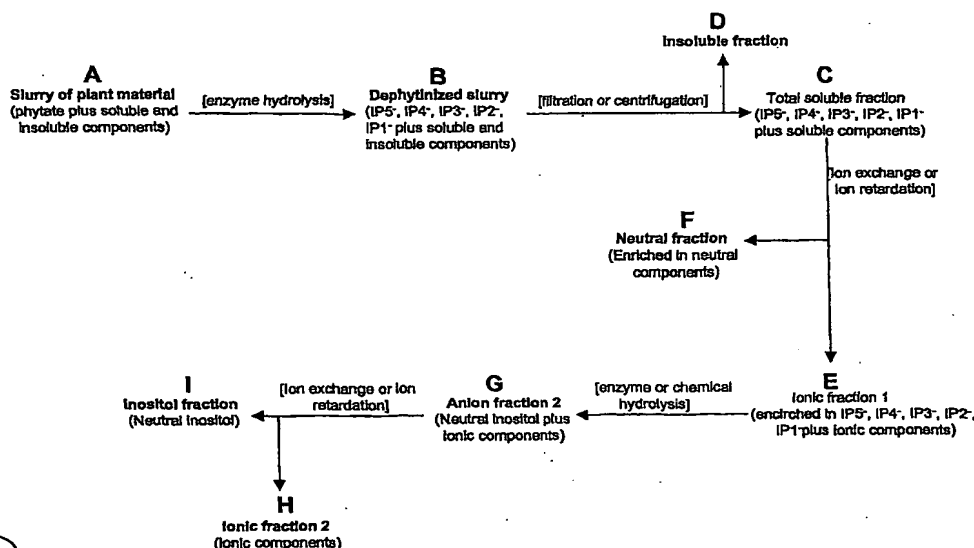 D
Insoluble fraction
A
Slurry of plant material
(phytate plus soluble and
insoluble components)
[enzyme hydrolysis]
B
Dephytinized slurry
(IP5-, IP4-, IP3-, IP2-,
IP1- plus soluble and
insoluble components)
[filtration or centrifugation]
C
Total soluble fraction
(IP5-, IP4-, IP3-, IP2-, IP1-
plus soluble components)
[ion exchange or
ion retardation]
F
Neutral fraction
(Enriched in neutral
components)
I
Inositol fraction
(Neutral inositol)
[ion exchange or ion
retardation]
G
Anion fraction 2
(Neutral inositol plus
ionic components)
[enzyme or chemical
hydrolysis]
E
Ionic fraction 1
(encirched in IP5-, IP4-, IP3-, IP2-,
IP1- plus ionic components)
H
Ionic fraction 2
(ionic components)